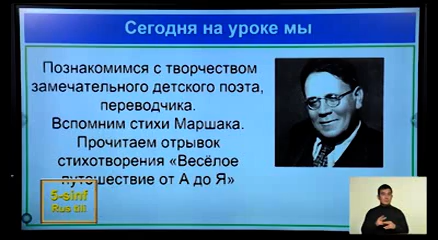 Сегодня на уроке мы
Познакомимся с творчеством
замечательного детского поэта,
переводчика.
Вспомним стихи Маршака.
Прочитаем отрывок
стихотворения «Весёлое
путешествие от А до Я»
5-sinf
Rus tili